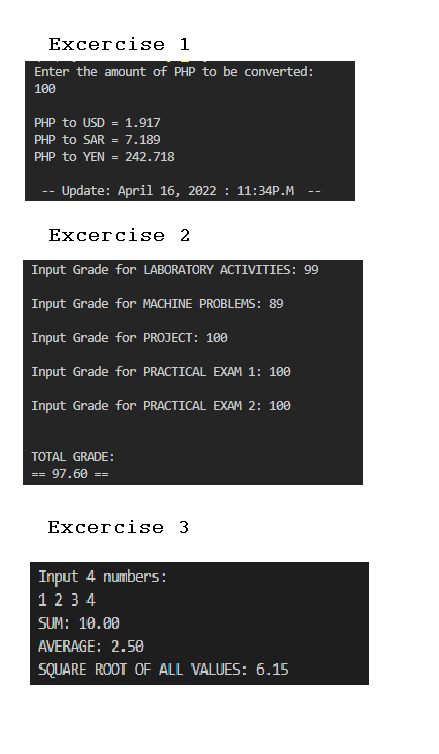 Excercise 1
Enter the amount of PHP to be converted:
100
PHP to USD = 1.917
PHP to SAR = 7.189
PHP to YEN = 242.718
-- Update: April 16, 2022 : 11:34P.M --
Excercise 2
Input Grade for LABORATORY ACTIVITIES: 99
Input Grade for MACHINE PROBLEMS: 89
Input Grade for PROJECT: 100
Input Grade for PRACTICAL EXAM 1: 100
Input Grade for PRACTICAL EXAM 2: 100
TOTAL GRADE:
== 97.60 ==
Excercise 3
Input 4 numbers:
1 2 3 4
SUM: 10.00
AVERAGE: 2.50
SQUARE ROOT OF ALL VALUES: 6.15